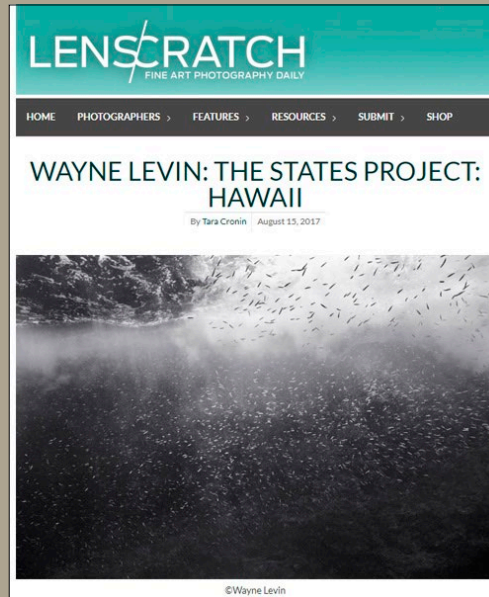 LENSCRATCH
FINE ART PHOTOGRAPHY DAILY
HOME PHOTOGRAPHERS › FEATURES › RESOURCES › SUBMIT › SHOP
WAYNE LEVIN: THE STATES PROJECT:
HAWAII
By Tara Cronin August 15, 2017
©Wayne Levin